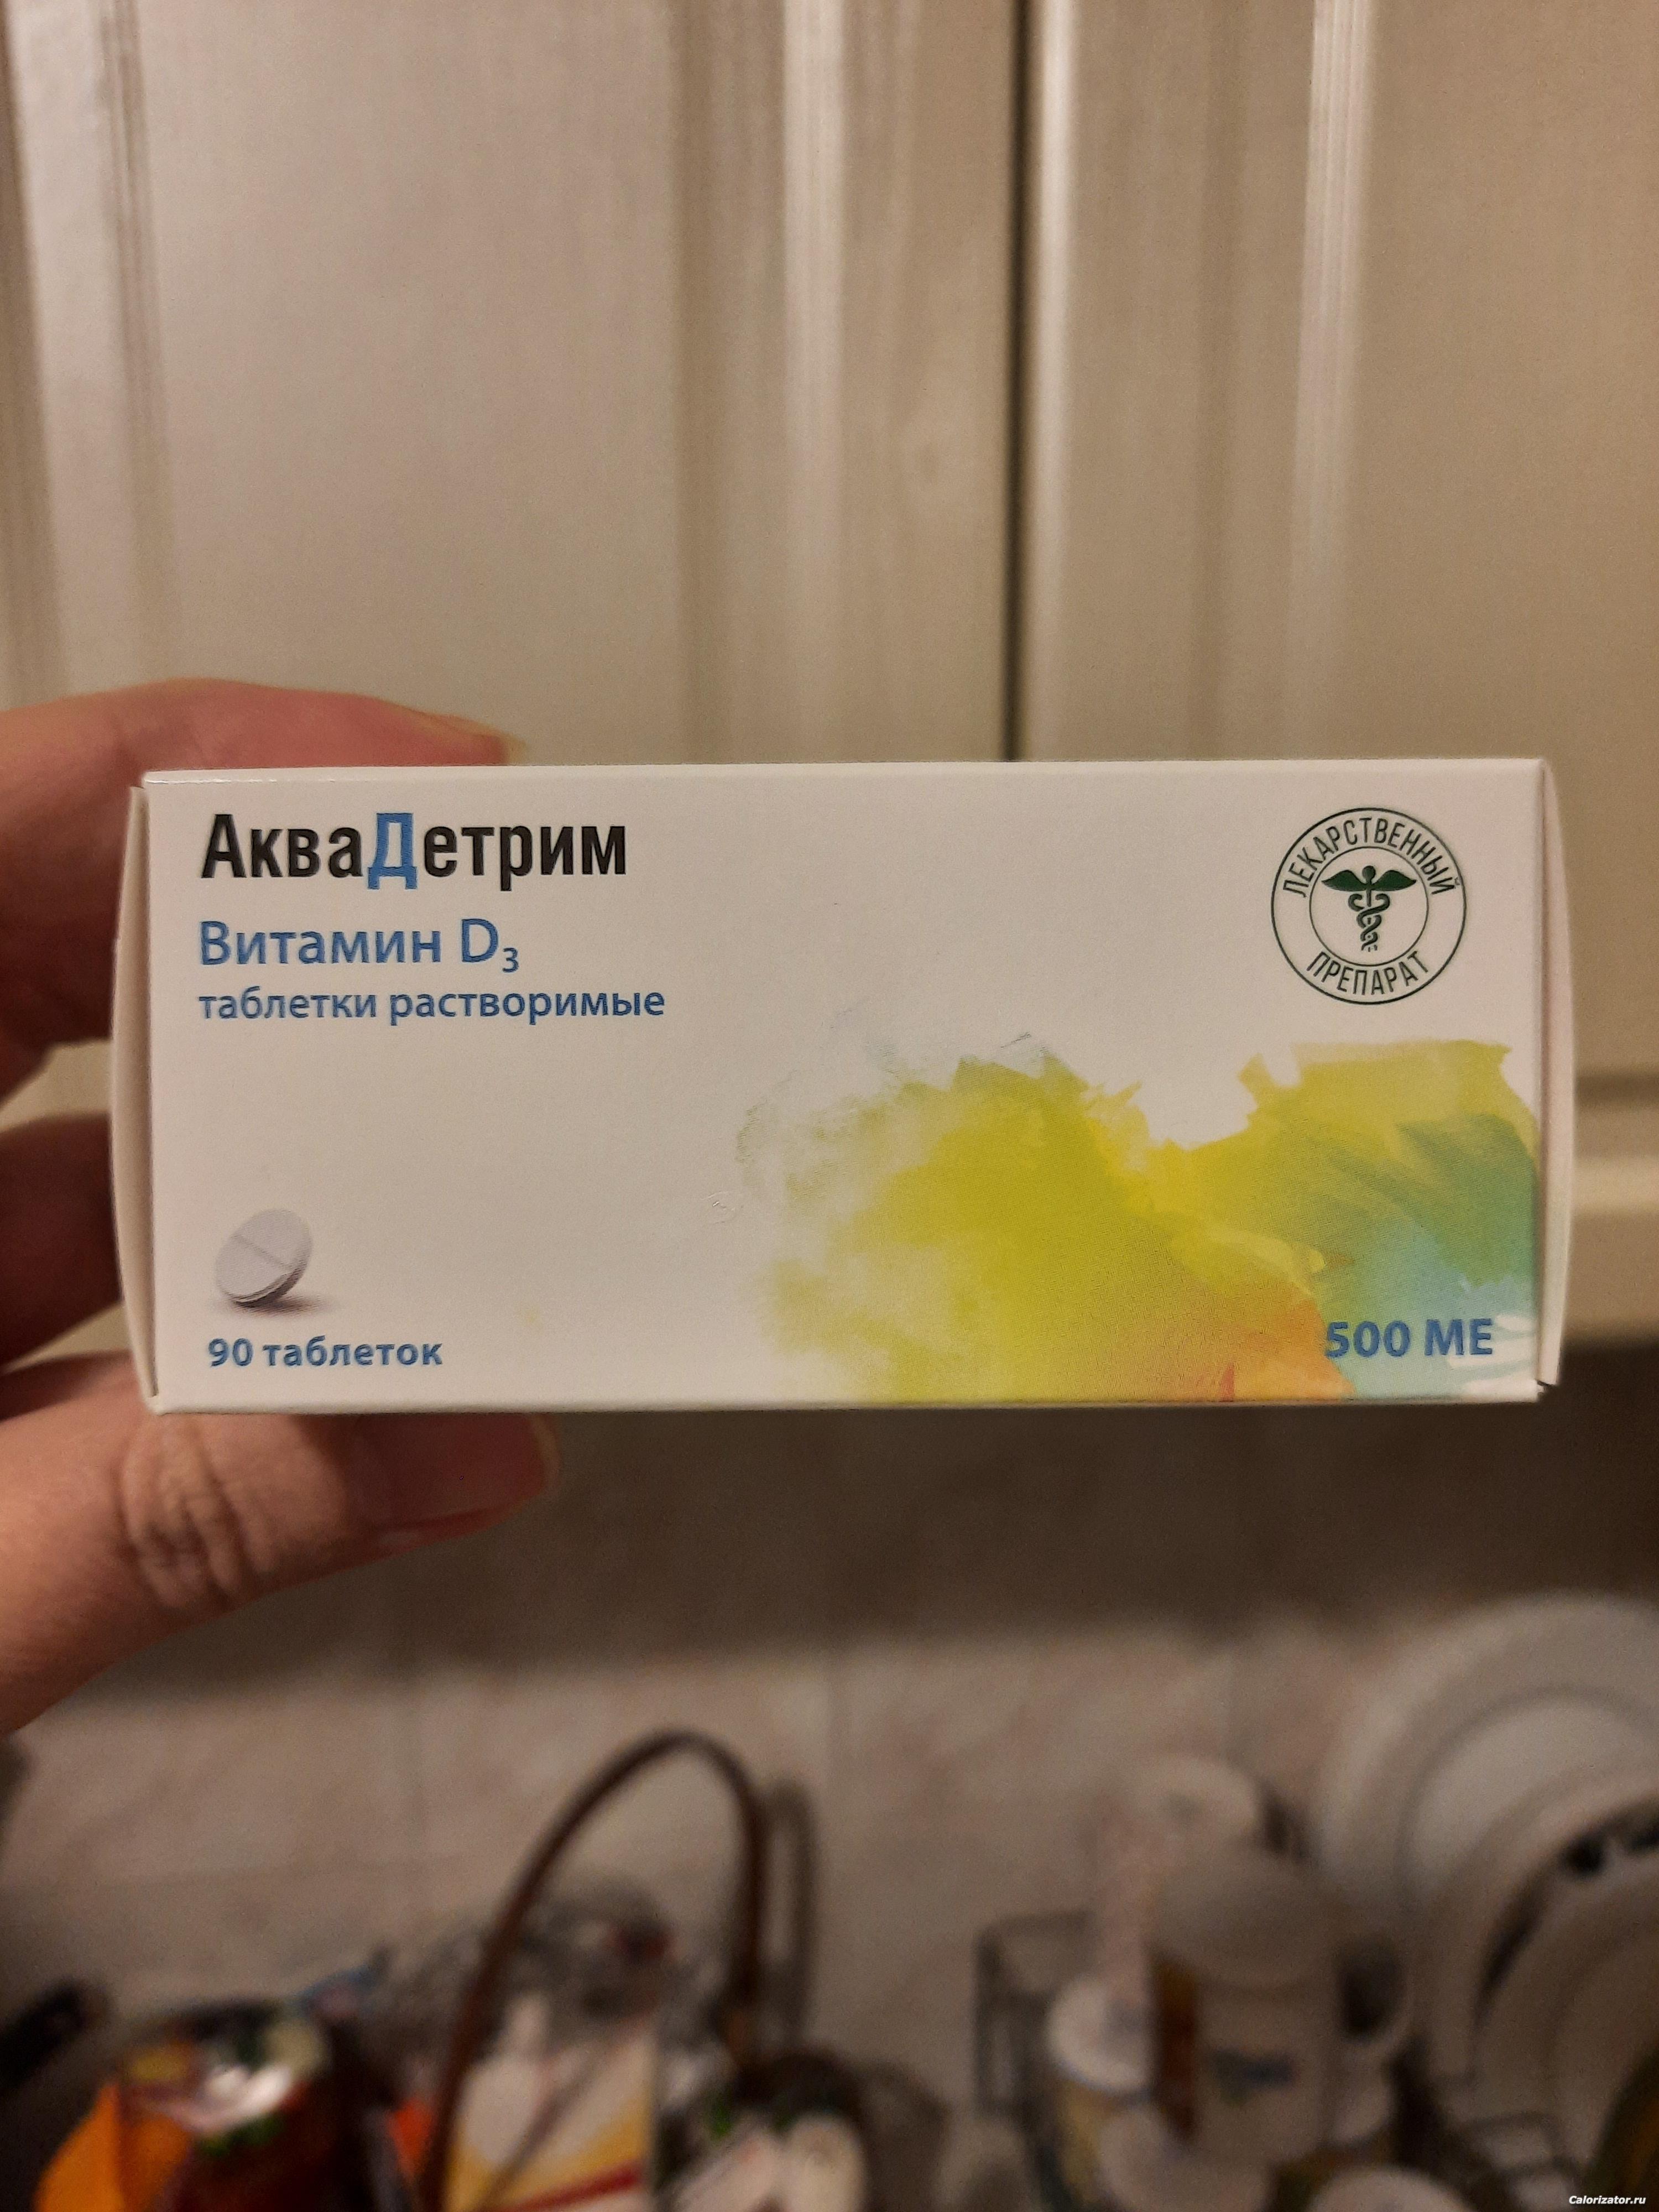 АкваДетрим
Витамин D₃
таблетки растворимые
ЛЕКАРСТВЕННЫЙ
ПРЕПАРАТ
90 таблеток
500 МЕ
Calorizator.ru